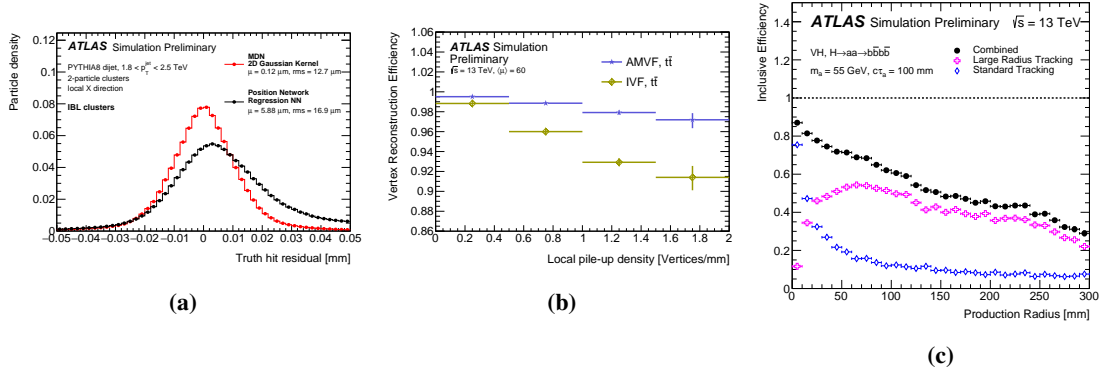 ATLAS Simulation Preliminary
PYTHIA8 dijet, 1.8 < p_T^jet < 2.5 TeV
2-particle clusters
local X direction
IBL clusters
MDN
2D Gaussian Kernel
μ = 0.12 μm, rms = 12.7 μm
Position Network
Regression NN
μ = 5.88 μm, rms = 16.9 μm
Particle density
0.12
0.1
0.08
0.06
0.04
0.02
0
−0.05 −0.04 −0.03 −0.02 −0.01 0 0.01 0.02 0.03 0.04 0.05
Truth hit residual [mm]
(a)
ATLAS Simulation
Preliminary
√s = 13 TeV, ⟨μ⟩ = 60
AMVF, tt̄
IVF, tt̄
Vertex Reconstruction Efficiency
1.06
1.04
1.02
1
0.98
0.96
0.94
0.92
0.9
0.88
0.86
0 0.2 0.4 0.6 0.8 1 1.2 1.4 1.6 1.8 2
Local pile-up density [Vertices/mm]
(b)
ATLAS Simulation Preliminary √s = 13 TeV
VH, H→aa→bb̄bb̄
m_a = 55 GeV, cτ_a = 100 mm
Combined
Large Radius Tracking
Standard Tracking
Inclusive Efficiency
1.4
1.2
1
0.8
0.6
0.4
0.2
0
0 50 100 150 200 250 300
Production Radius [mm]
(c)